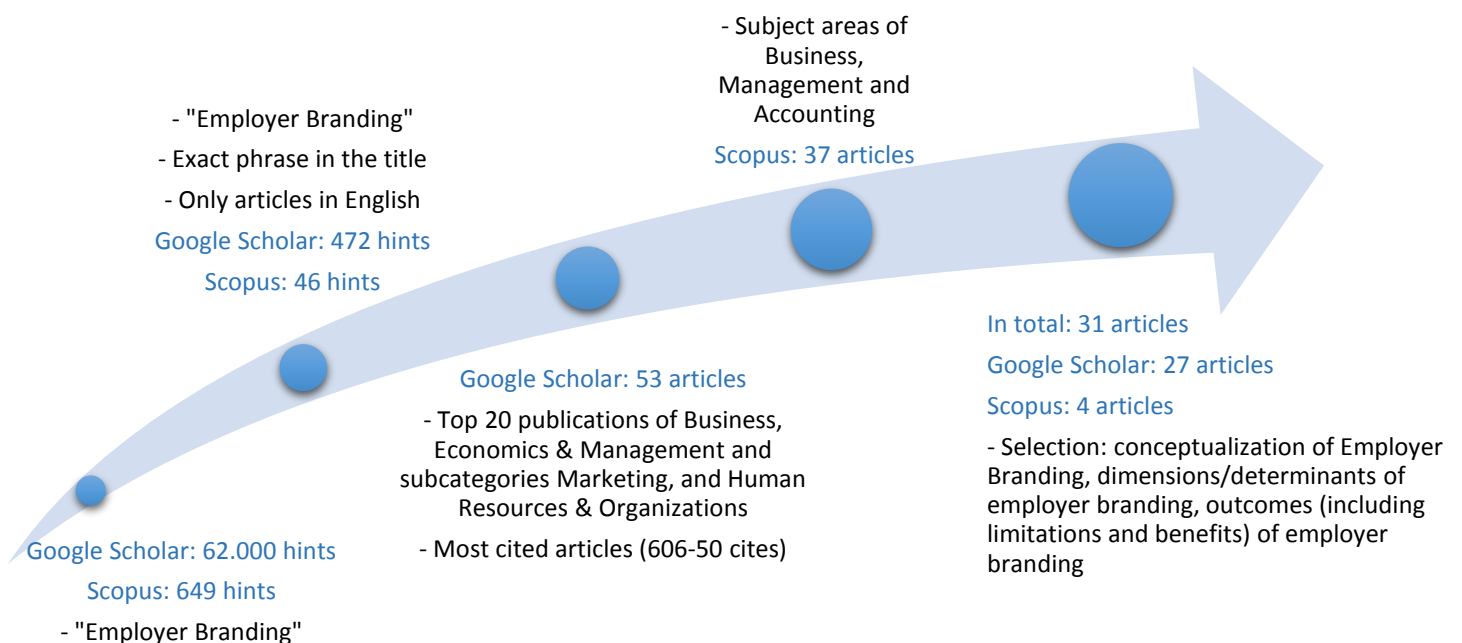 Google Scholar: 62.000 hints
Scopus: 649 hints
- "Employer Branding"
- "Employer Branding"
- Exact phrase in the title
- Only articles in English
Google Scholar: 472 hints
Scopus: 46 hints
Google Scholar: 53 articles
- Top 20 publications of Business,
Economics & Management and
subcategories Marketing, and Human
Resources & Organizations
- Most cited articles (606-50 cites)
- Subject areas of
Business,
Management and
Accounting
Scopus: 37 articles
In total: 31 articles
Google Scholar: 27 articles
Scopus: 4 articles
- Selection: conceptualization of Employer
Branding, dimensions/determinants of
employer branding, outcomes (including
limitations and benefits) of employer
branding